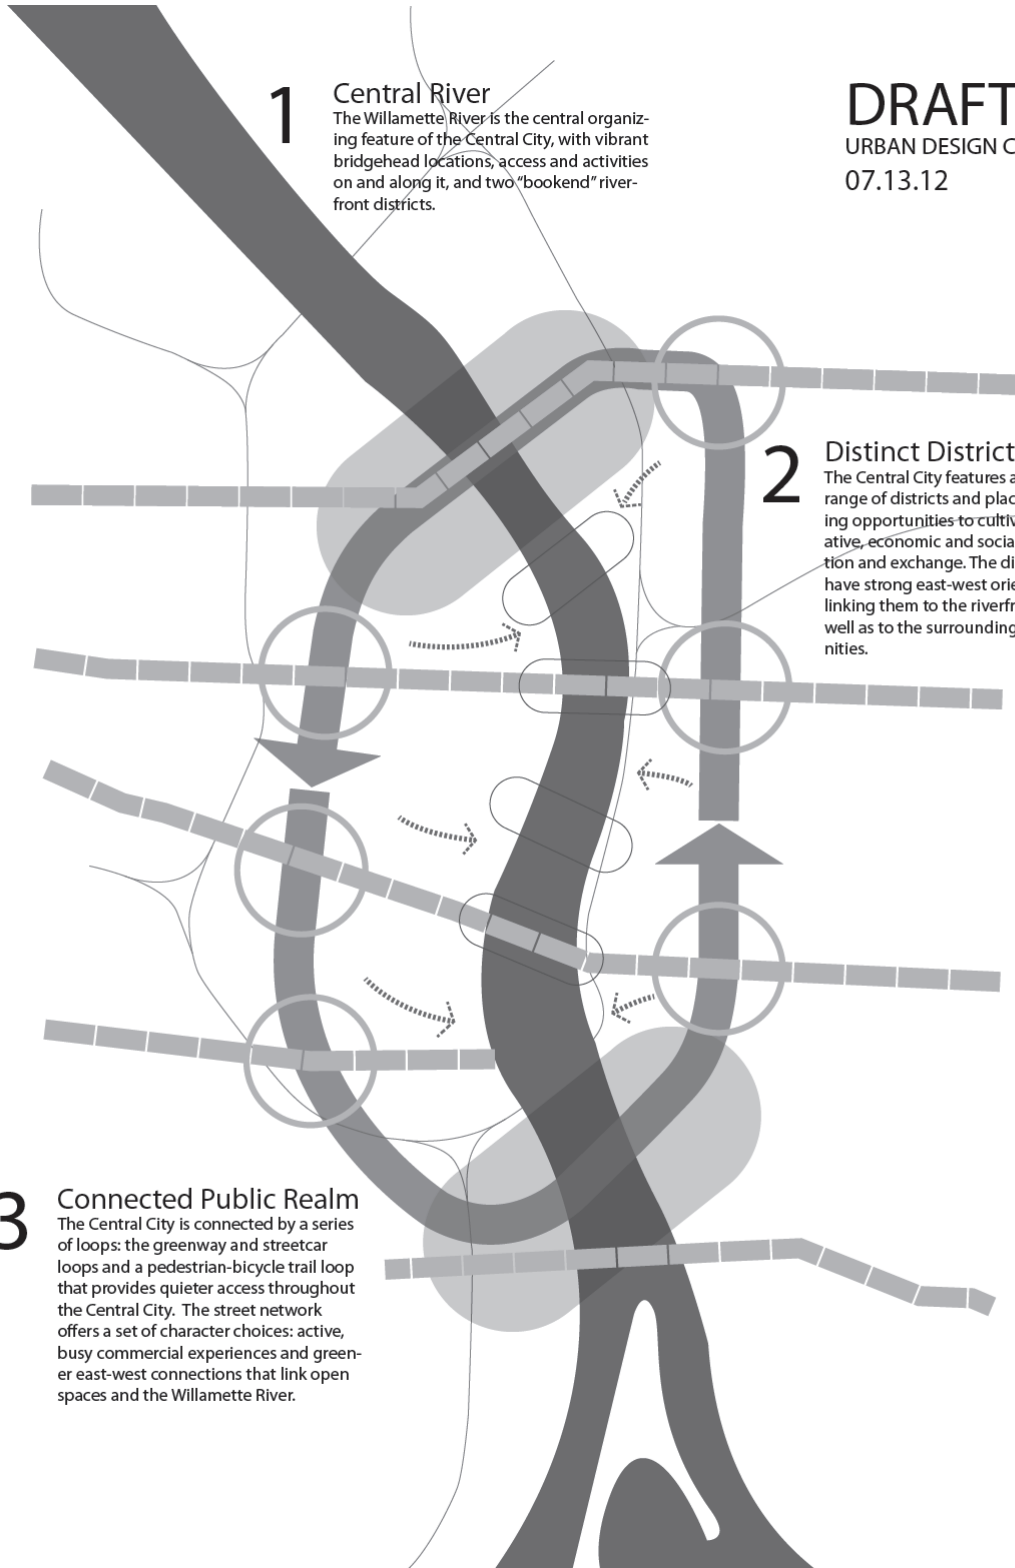 1
Central River
The Willamette River is the central organiz-
ing feature of the Central City, with vibrant
bridgehead locations, access and activities
on and along it, and two “bookend” river-
front districts.
DRAFT
URBAN DESIGN C
07.13.12
2
Distinct District
The Central City features a
range of districts and plac
ing opportunities to cultiv
ative, economic and socia
tion and exchange. The di
have strong east-west orie
linking them to the riverfr
well as to the surrounding
nities.
3
Connected Public Realm
The Central City is connected by a series
of loops: the greenway and streetcar
loops and a pedestrian-bicycle trail loop
that provides quieter access throughout
the Central City.  The street network
offers a set of character choices: active,
busy commercial experiences and green-
er east-west connections that link open
spaces and the Willamette River.